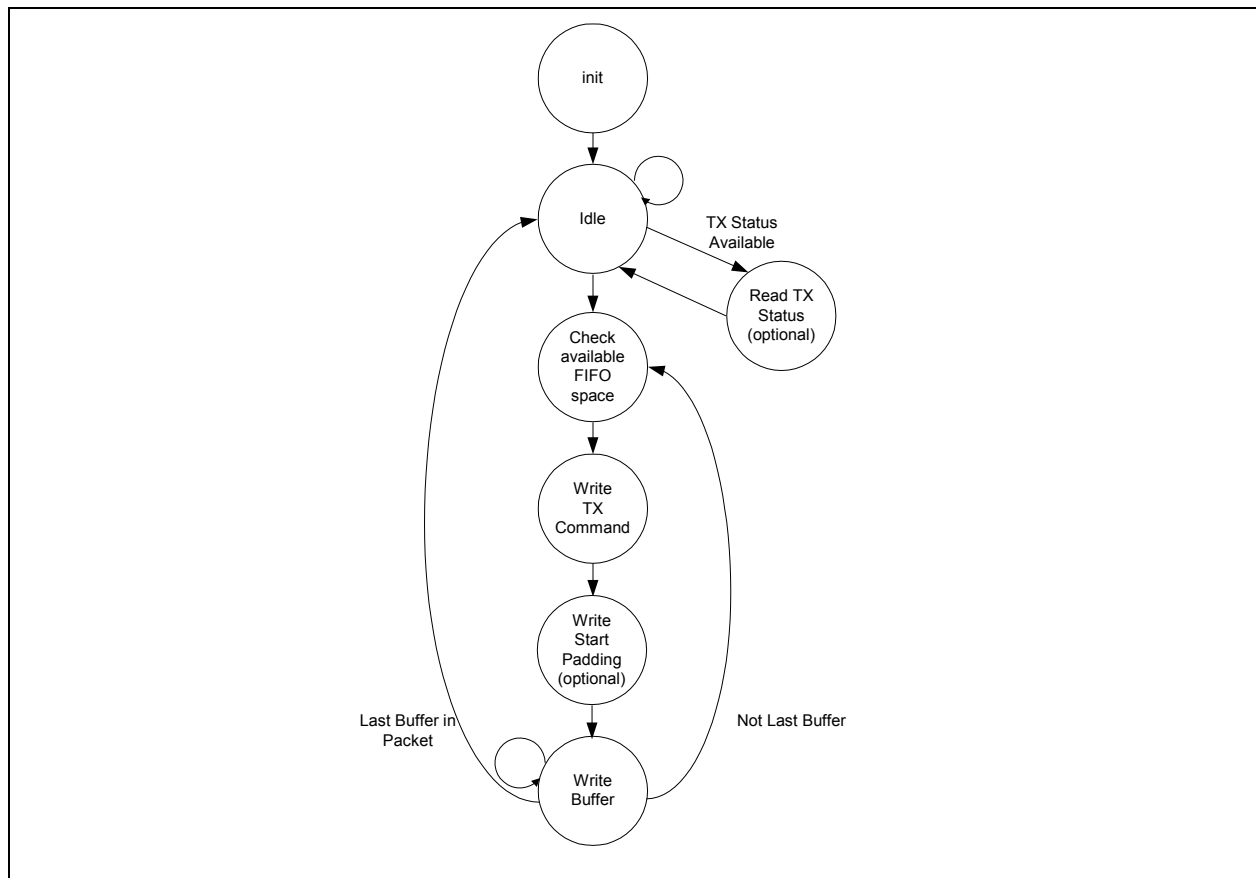 init
Idle
TX Status
Available
Read TX
Status
(optional)
Check
available
FIFO
space
Write
TX
Command
Write
Start
Padding
(optional)
Last Buffer in
Packet
Not Last Buffer
Write
Buffer